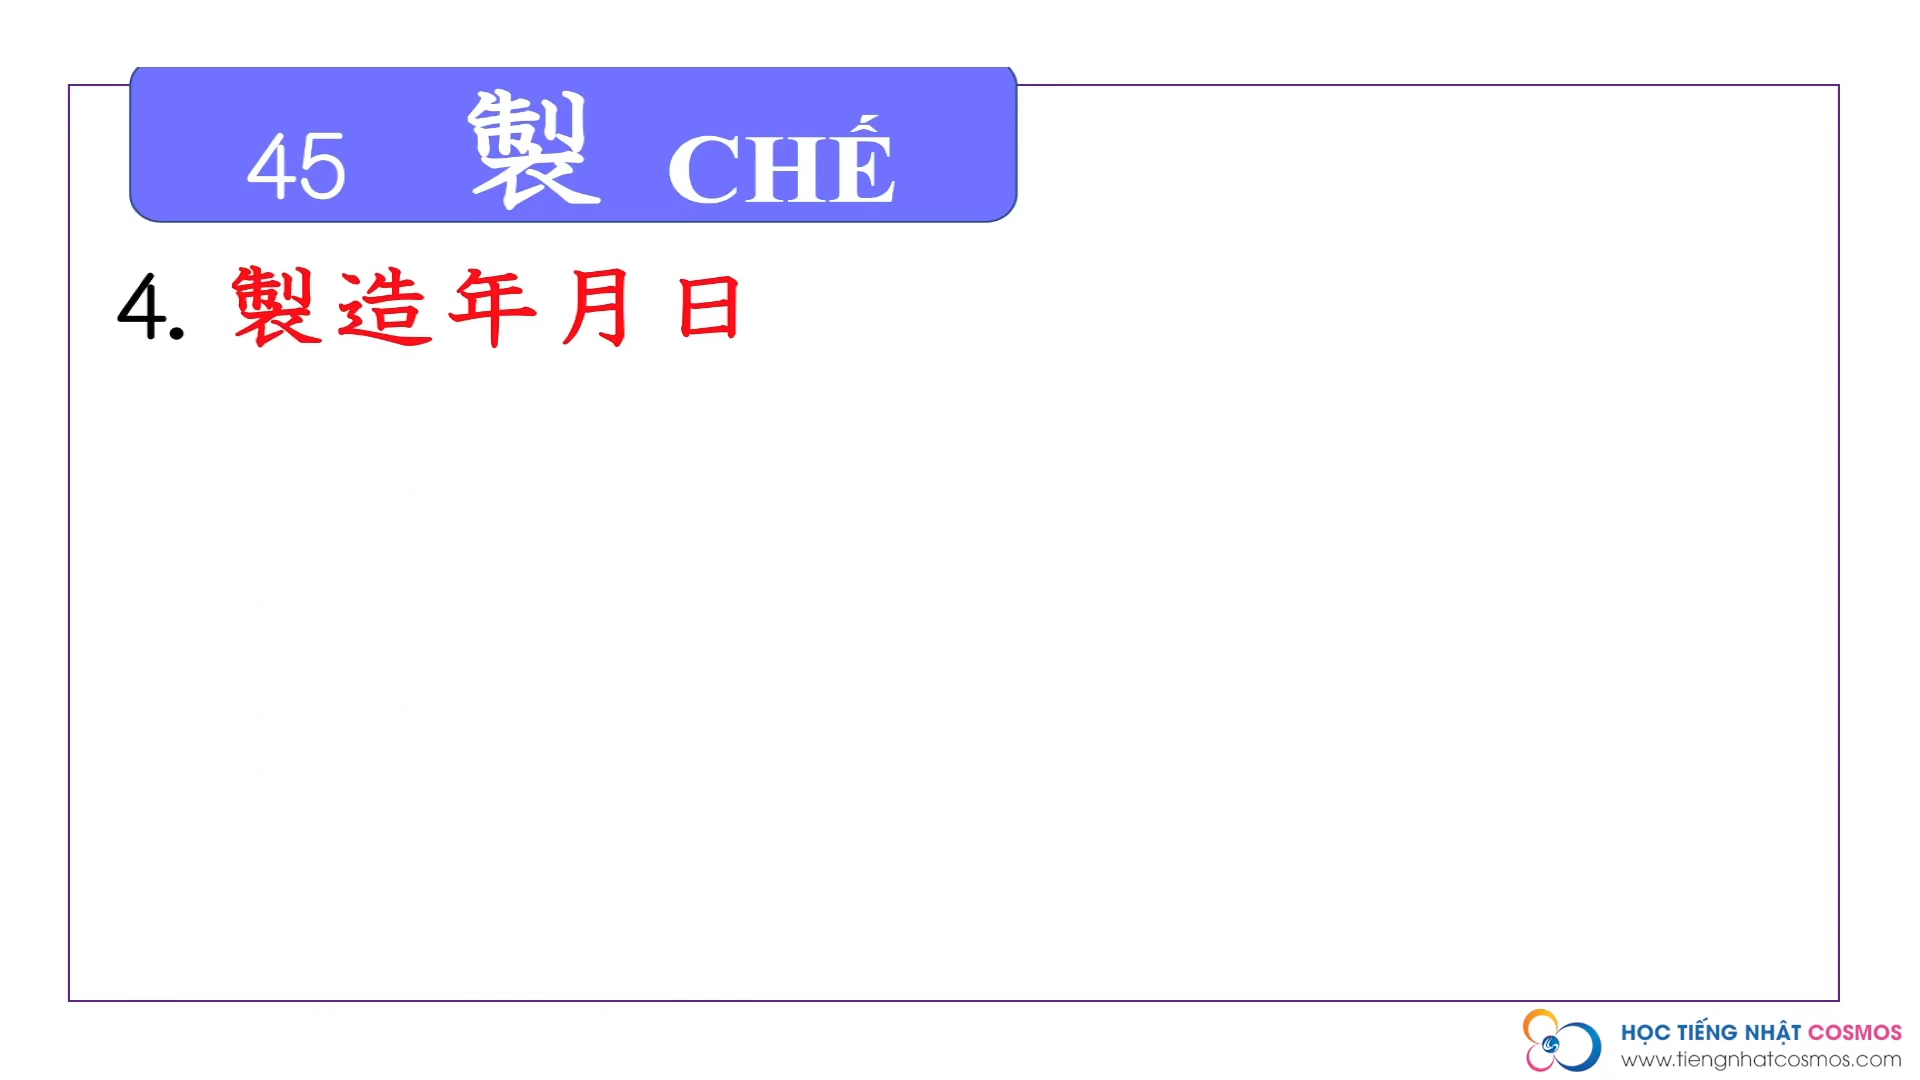 45 製 CHẾ
4. 製造年月日
HỌC TIẾNG NHẬT COSMOS
www.tiengnhatcosmos.com